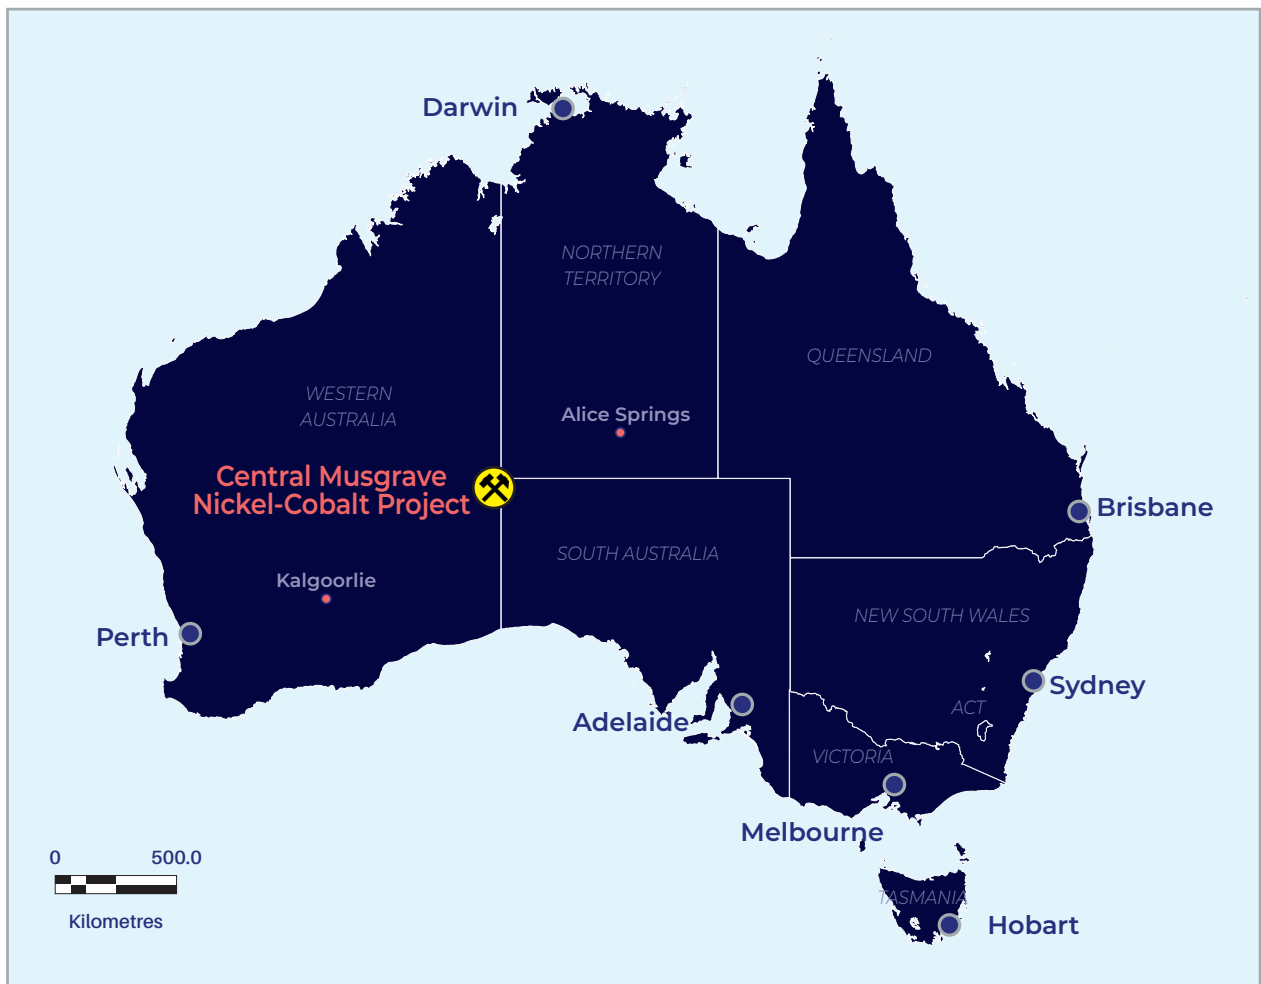 Darwin
NORTHERN
TERRITORY
QUEENSLAND
WESTERN
AUSTRALIA
Alice Springs
Central Musgrave
Nickel-Cobalt Project
Brisbane
SOUTH AUSTRALIA
Kalgoorlie
NEW SOUTH WALES
Perth
Sydney
ACT
Adelaide
VICTORIA
Melbourne
0 500.0
Kilometres
TASMANIA
Hobart